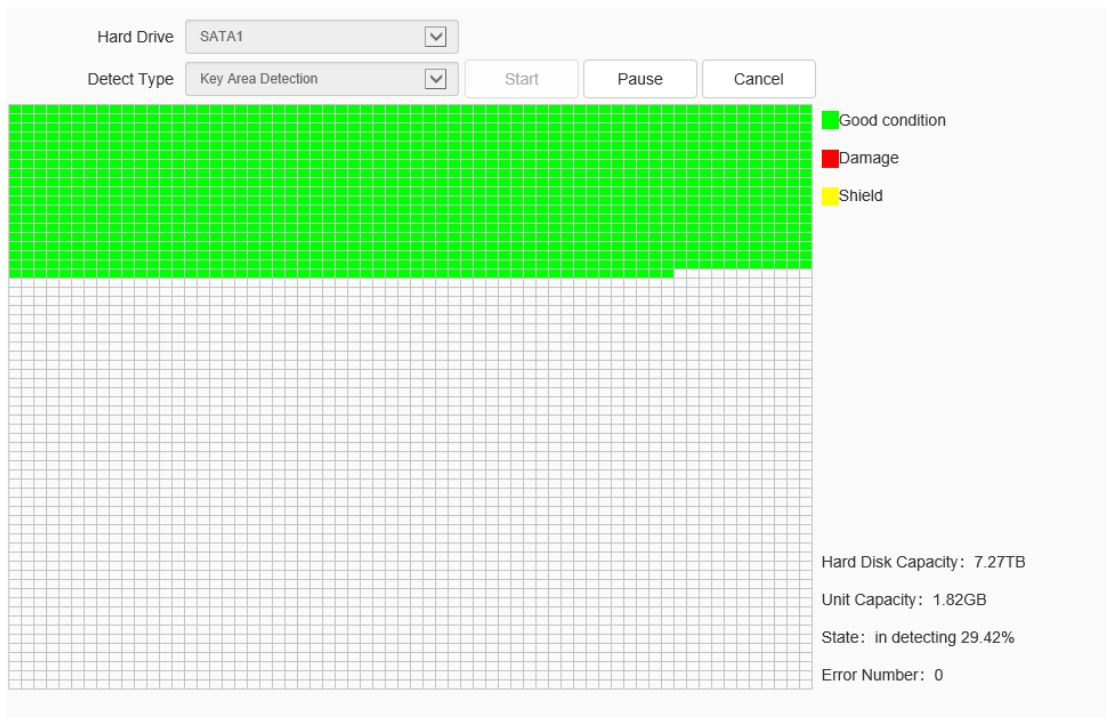 Hard Drive SATA1
Detect Type Key Area Detection Start Pause Cancel
Good condition
Damage
Shield
Hard Disk Capacity：7.27TB
Unit Capacity：1.82GB
State：in detecting 29.42%
Error Number：0